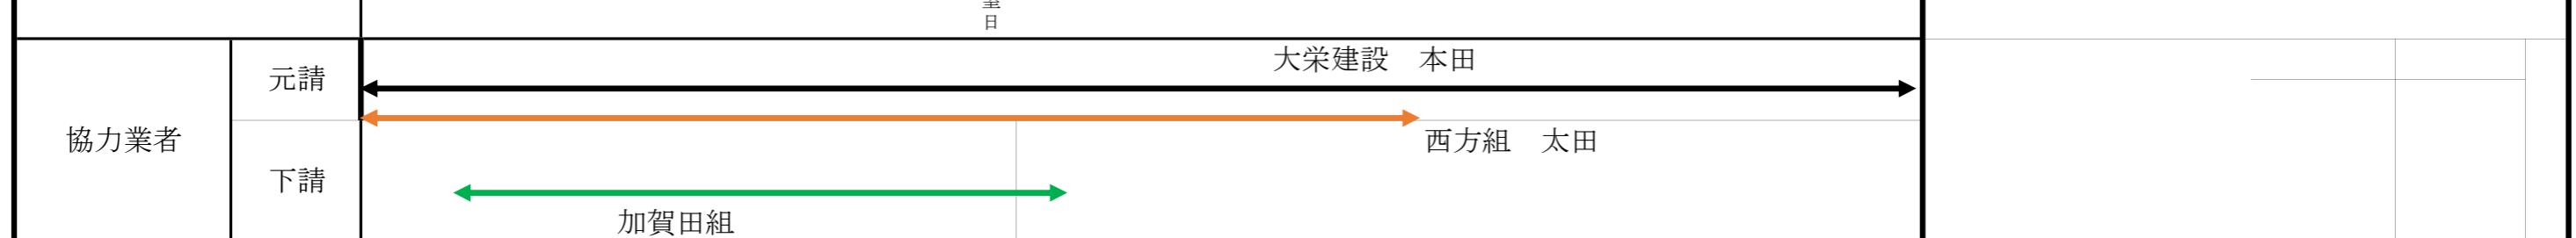 日
大栄建設　本田
元請
協力業者
西方組　太田
下請
加賀田組